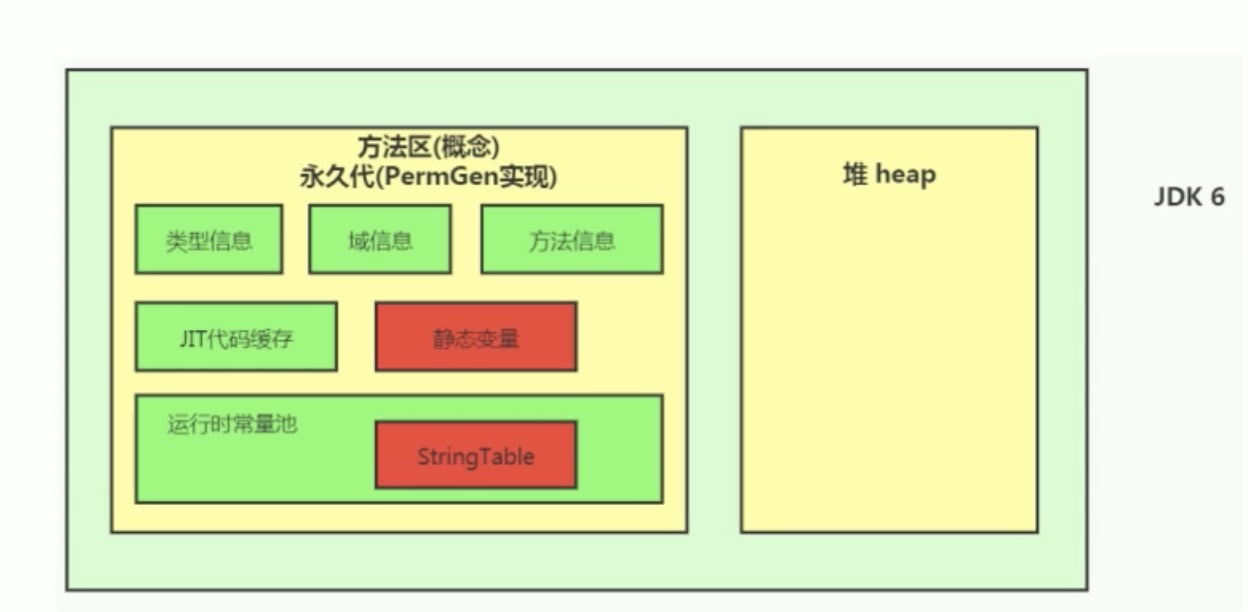 方法区(概念)
永久代(PermGen实现)
堆 heap
JDK 6
类型信息
域信息
方法信息
JIT代码缓存
静态变量
运行时常量池
StringTable